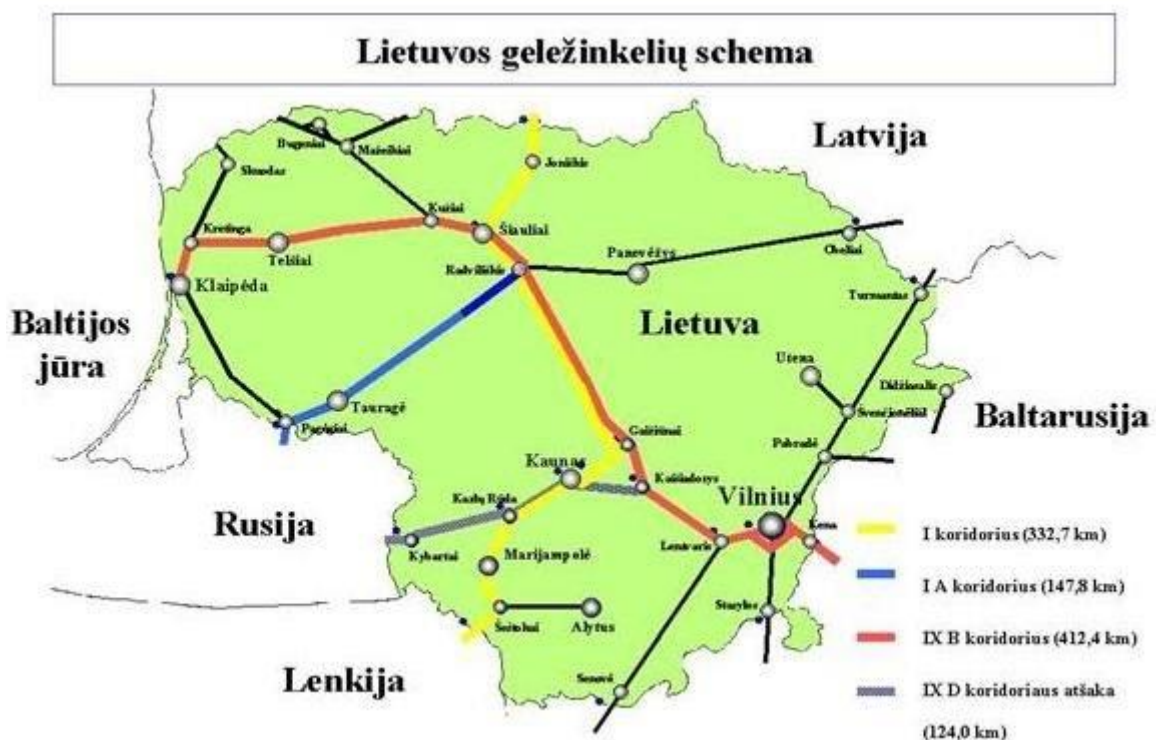 Lietuvos geležinkelių schema
Latvija
Bugeniai
Mažeikiai
Skuodas
Joniškis
Kužiai
Šiauliai
Kretinga
Telšiai
Radviliškis
Panevėžys
Obeliai
Klaipėda
Turmantas
Baltijos
jūra
Lietuva
Utena
Didžiasalis
Švenčionėliai
Baltarusija
Tauragė
Pagėgiai
Gaižiūnai
Pabradė
Kaunas
Kaišiadorys
Kazlų Rūda
Vilnius
Rusija
Kena
Kybartai
Lentvaris
Marijampolė
Stasylos
Šeštokai
Alytus
Lenkija
I koridorius (332,7 km)
I A koridorius (147,8 km)
IX B koridorius (412,4 km)
IX D koridoriaus atšaka
(124,0 km)